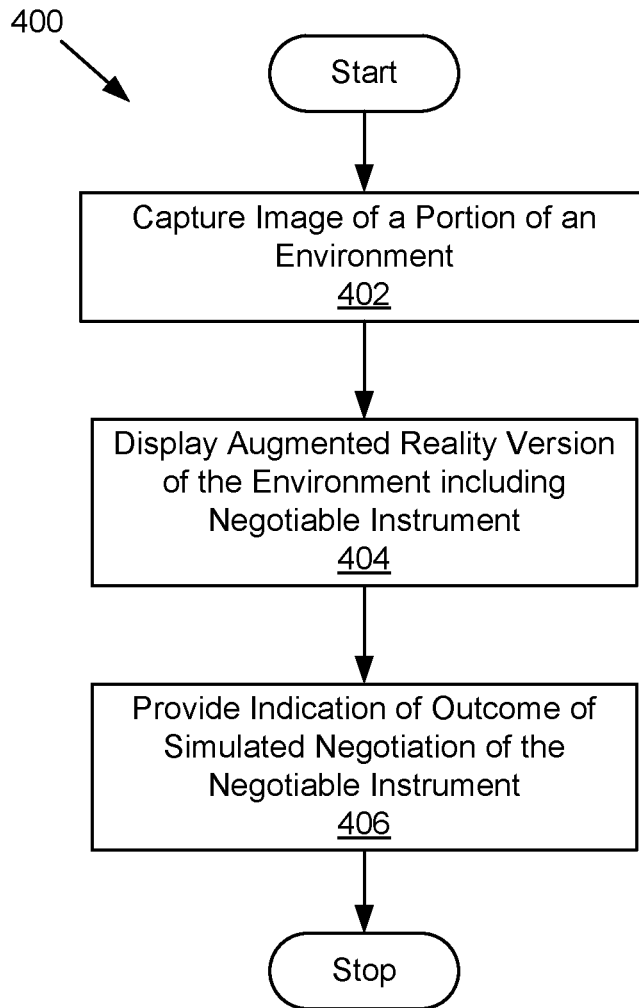 400
Start
Capture Image of a Portion of an
Environment
402
Display Augmented Reality Version
of the Environment including
Negotiable Instrument
404
Provide Indication of Outcome of
Simulated Negotiation of the
Negotiable Instrument
406
Stop